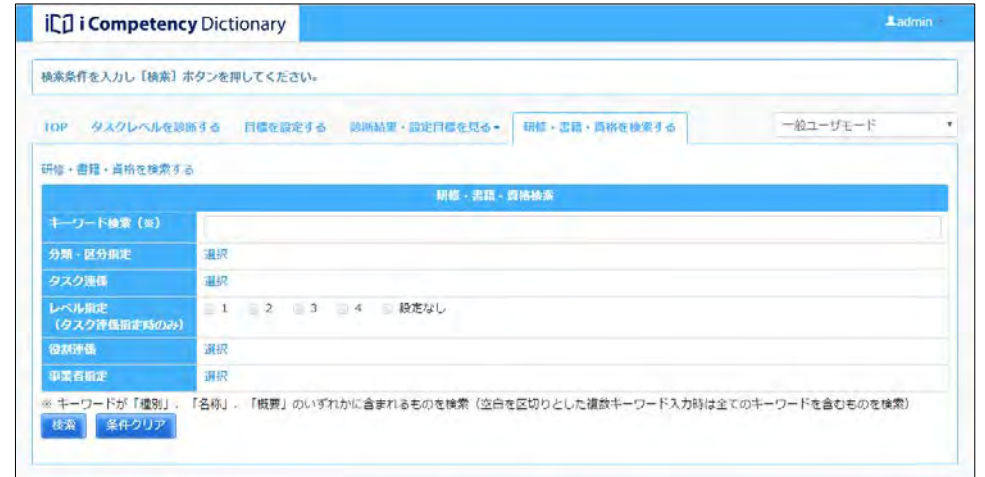 iCD i Competency Dictionary
admin
検索条件を入力し［検索］ボタンを押してください。
TOP タスクレベルを診断する 目標を設定する 診断結果・設定目標を見る 研修・書籍・資格を検索する 一般ユーザモード
研修・書籍・資格を検索する
研修・書籍・資格検索
キーワード検索（※）
分類・区分指定 選択
タスク連係 選択
レベル指定 1 2 3 4 設定なし
（タスク連係指定時のみ）
役割連係 選択
事業者指定 選択
※ キーワードが「種別」、「名称」、「概要」のいずれかに含まれるものを検索（空白を区切りとした複数キーワード入力時は全てのキーワードを含むものを検索）
検索 条件クリア